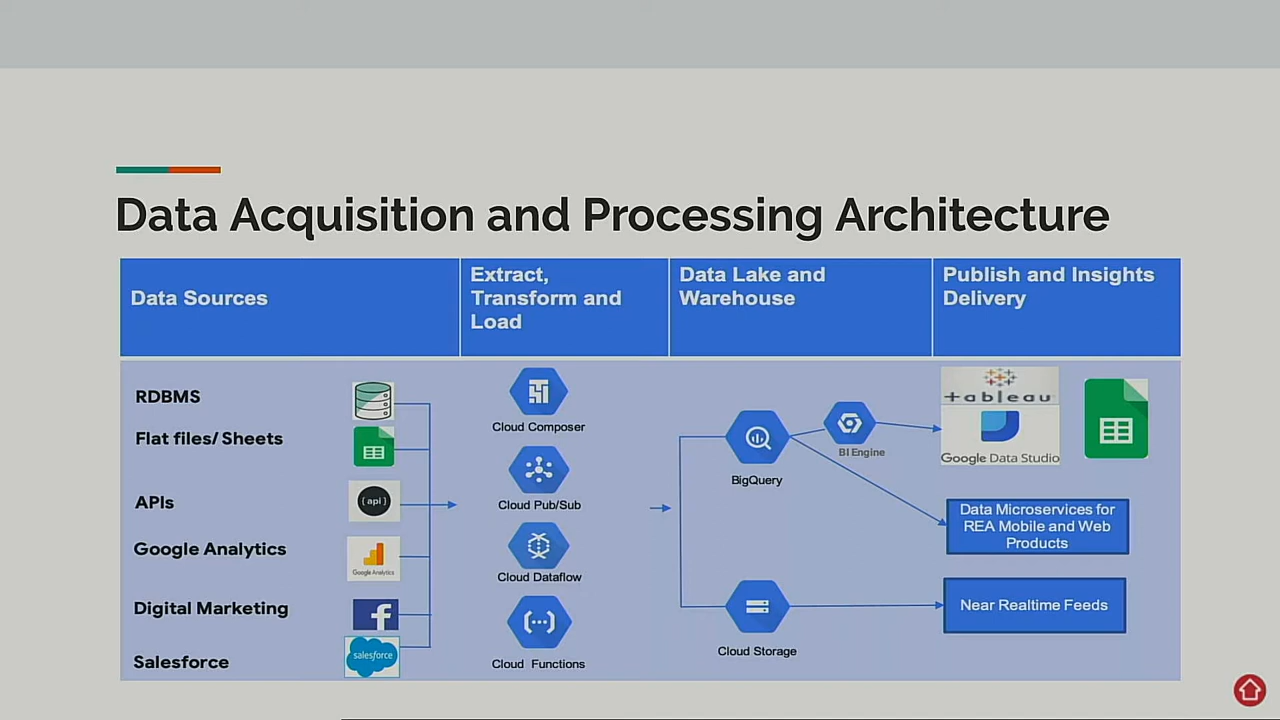 Data Acquisition and Processing Architecture
Data Sources
Extract,
Transform and
Load
Data Lake and
Warehouse
Publish and Insights
Delivery
RDBMS
Flat files/ Sheets
APIs
{api}
Google Analytics
Google Analytics
Digital Marketing
f
Salesforce
salesforce
Cloud Composer
Cloud Pub/Sub
Cloud Dataflow
Cloud Functions
BigQuery
BI Engine
Cloud Storage
+ableau
Google Data Studio
Data Microservices for
REA Mobile and Web
Products
Near Realtime Feeds